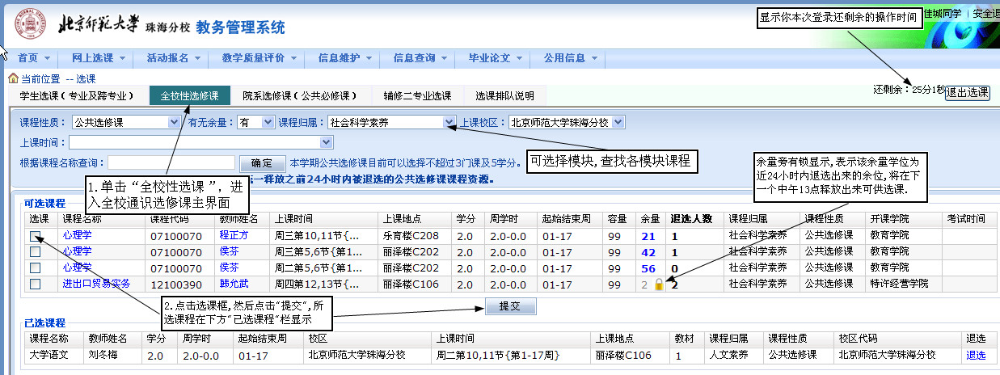 显示你本次登录还剩余的操作时间
佳城同学 | 安全退
北京师范大学 珠海分校 教务管理系统
首页 网上选课 活动报名 教学质量评价 信息维护 信息查询 毕业论文 公用信息
当前位置 -- 选课
学生选课(专业及跨专业) 全校性选修课 院系选修课(公共必修课) 辅修二专业选课 选课排队说明
还剩余：25分1秒 退出选课
课程性质： 公共选修课 有无余量： 有 课程归属： 社会科学素养 上课校区： 北京师范大学珠海分校
上课时间：
根据课程名称查询： 确定 本学期公共选修课目前可以选择不超过3门课及5学分。
可选择模块,查找各模块课程
余量旁有锁显示,表示该余量学位为
近24小时内退选出来的余位,将在下
一个中午13点释放出来可供选课.
1.单击“全校性选课”，进
入全校通识选修课主界面
一释放之前24小时内被退选的公共选修课课程资源。
可选课程
选课 课程名称 课程代码 教师姓名 上课时间 上课地点 学分 周学时 起始结束周 容量 余量 退选人数 课程归属 课程性质 开课学院 考试时间
心理学 07100070 程正方 周三第10,11节{... 乐育楼C208 2.0 2.0-0.0 01-17 99 21 1 社会科学素养 公共选修课 教育学院
心理学 07100070 侯芬 周三第5,6节{第1... 丽泽楼C202 2.0 2.0-0.0 01-17 99 42 1 社会科学素养 公共选修课 教育学院
心理学 07100070 侯芬 周二第5,6节{第1... 丽泽楼C202 2.0 2.0-0.0 01-17 99 56 0 社会科学素养 公共选修课 教育学院
进出口贸易实务 12100390 韩允武 周四第12,13节{... 丽泽楼C106 2.0 2.0-0.0 01-17 99 2 2 社会科学素养 公共选修课 特许经营学院
2.点击选课框,然后点击"提交",所
选课程在下方"已选课程"栏显示
提交
已选课程
课程名称 教师姓名 学分 周学时 起始结束周 校区 上课时间 上课地点 教材 课程归属 课程性质 校区代码 退选
大学语文 刘冬梅 2.0 2.0-0.0 01-17 北京师范大学珠海分校 周二第10,11节{第1-17周} 丽泽楼C106 1 人文素养 公共选修课 北京师范大学珠海分校 退选